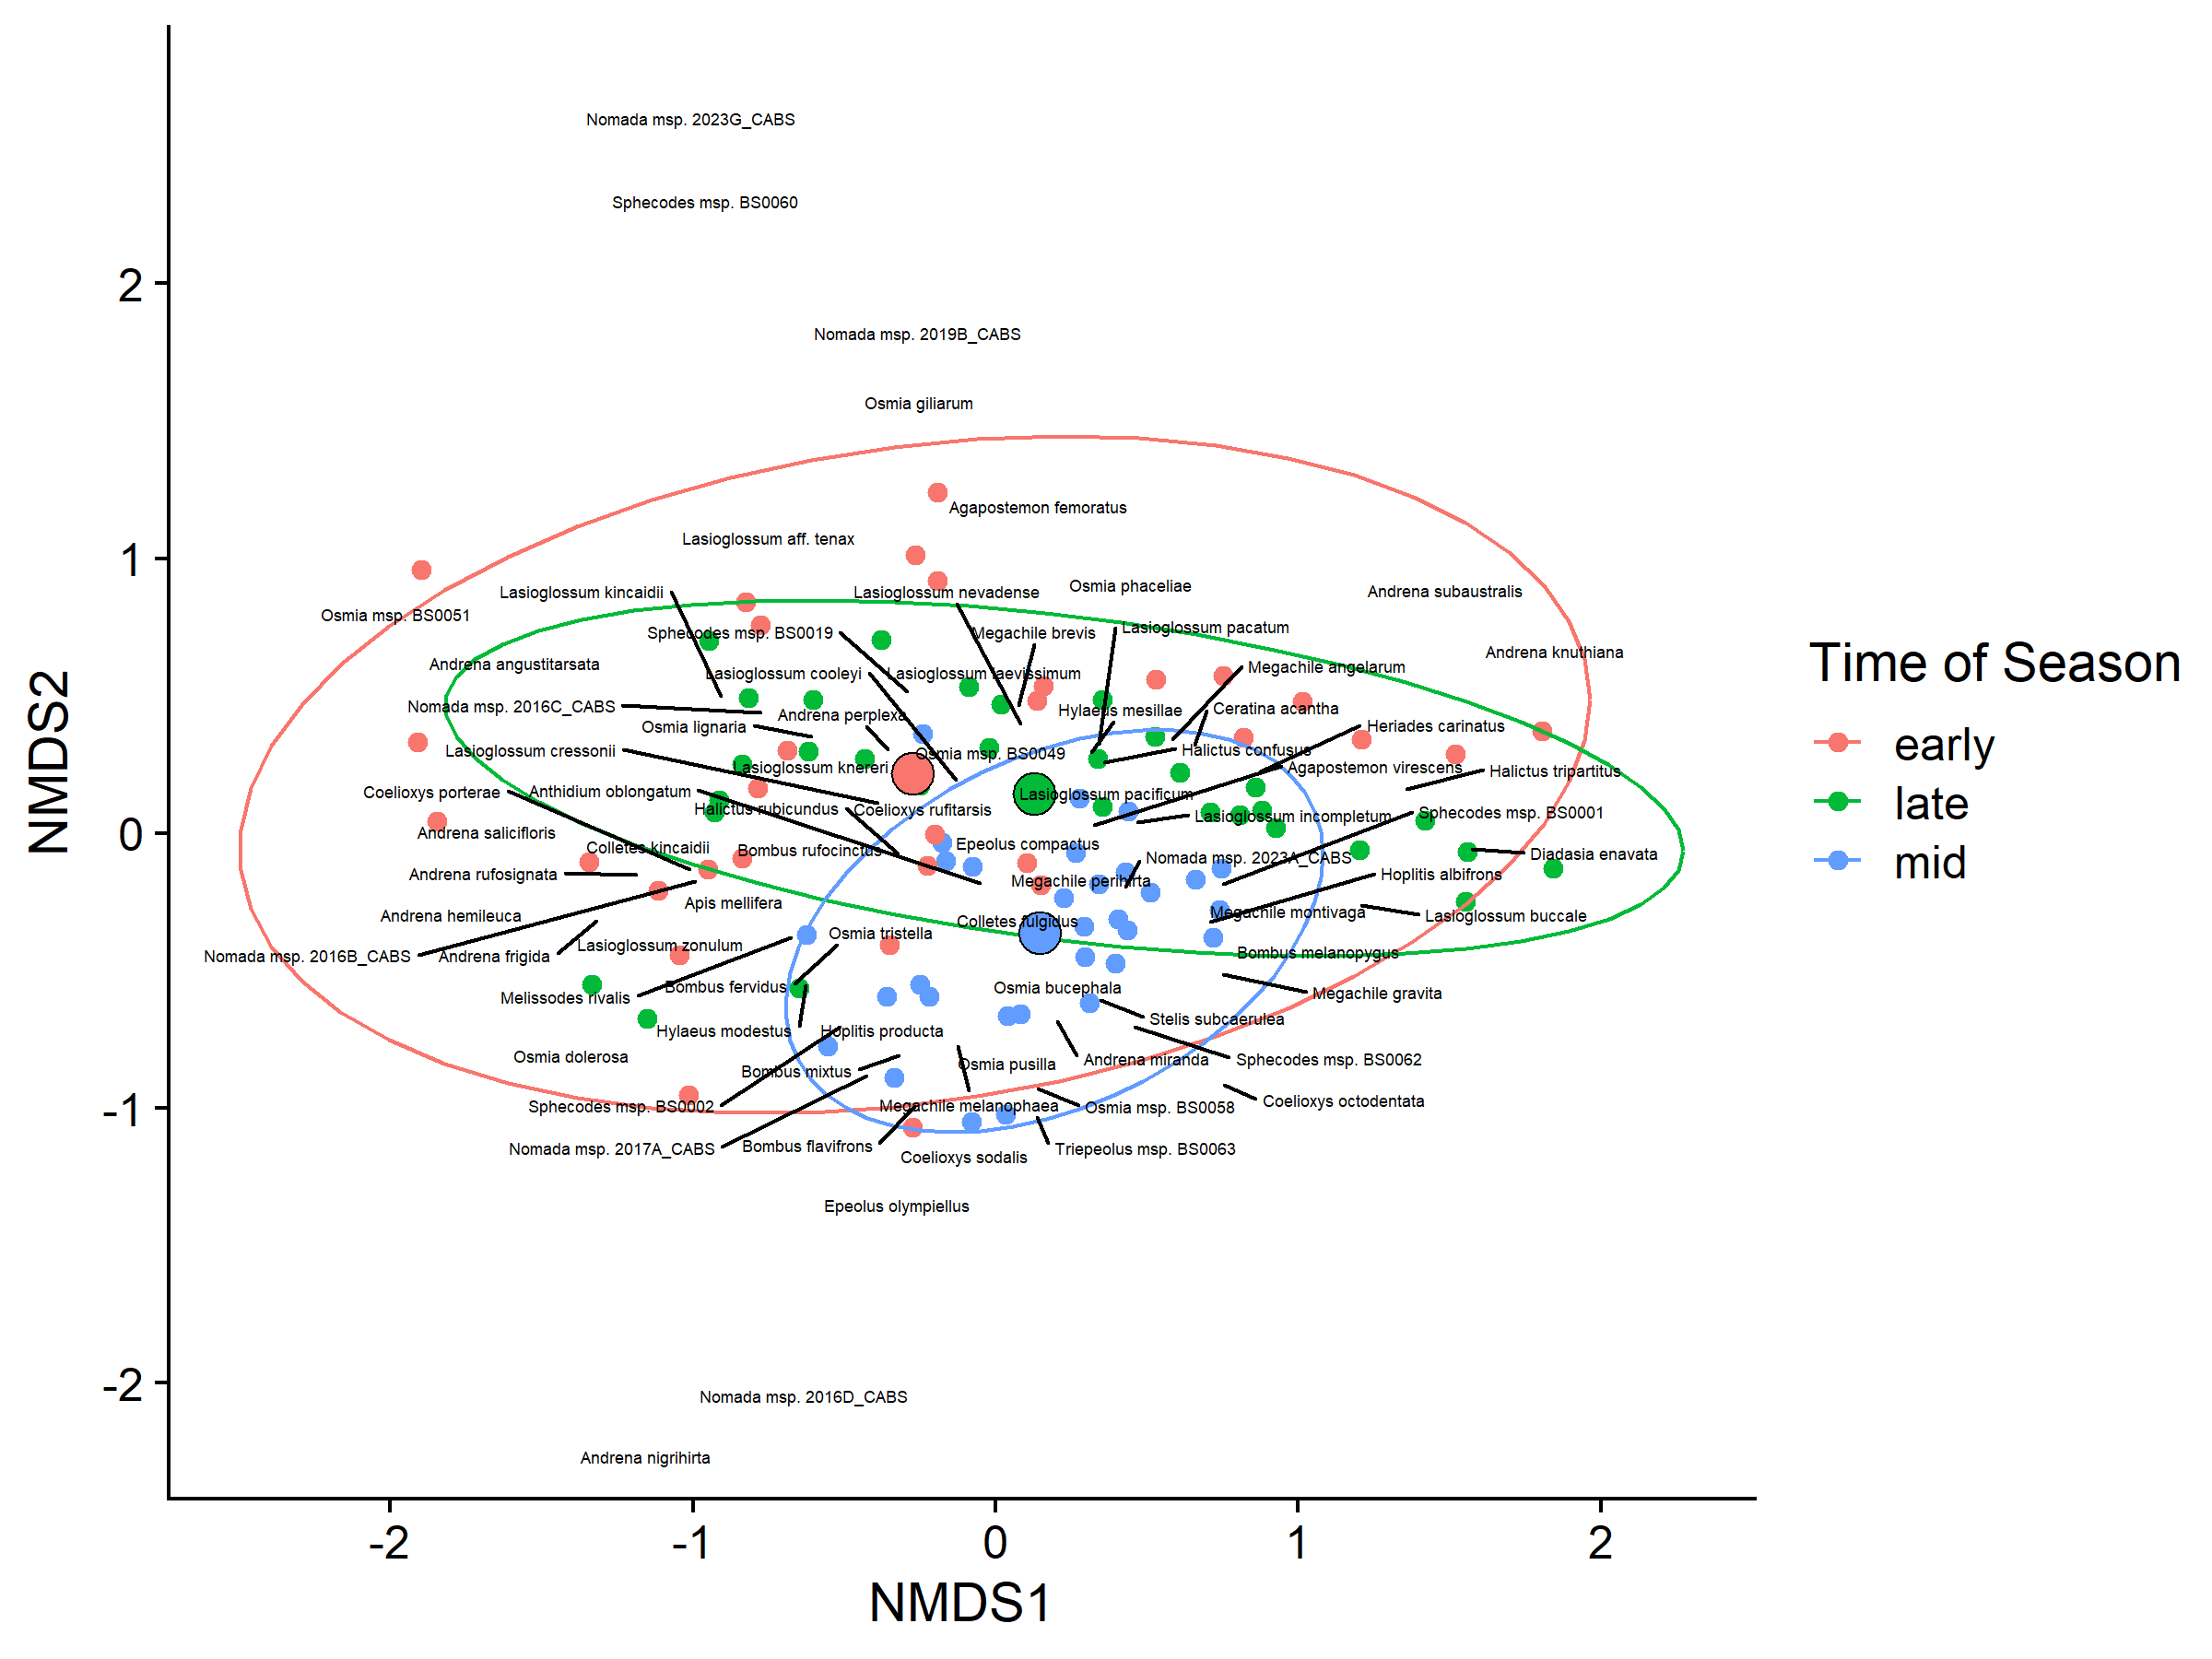 Nomada msp. 2023G_CABS
Sphecodes msp. BS0060
2
Nomada msp. 2019B_CABS
Osmia giliarum
Agapostemon femoratus
Lasioglossum aff. tenax
1
Osmia phaceliae
Lasioglossum kincaidii
Lasioglossum nevadense
Andrena subaustralis
Osmia msp. BS0051
Lasioglossum pacatum
Sphecodes msp. BS0019
Megachile brevis
Andrena knuthiana
Andrena angustitarsata
Megachile angelarum
Lasioglossum cooleyi
Lasioglossum laevissimum
Nomada msp. 2016C_CABS
Hylaeus mesillae
Ceratina acantha
Andrena perplexa
Osmia lignaria
Heriades carinatus
Lasioglossum cressonii
Halictus confusus
Osmia msp. BS0049
Lasioglossum knereri
Agapostemon virescens
Halictus tripartitus
Coelioxys porterae
Anthidium oblongatum
Lasioglossum pacificum
Halictus rubicundus
Coelioxys rufitarsis
Sphecodes msp. BS0001
Lasioglossum incompletum
Andrena salicifloris
0
Colletes kincaidii
Bombus rufocinctus
Epeolus compactus
Nomada msp. 2023A_CABS
Diadasia enavata
Andrena rufosignata
Megachile perihirta
Hoplitis albifrons
Apis mellifera
Andrena hemileuca
Colletes fulgidus
Megachile montivaga
Lasioglossum buccale
Osmia tristella
Lasioglossum zonulum
Nomada msp. 2016B_CABS
Andrena frigida
Bombus melanopygus
Bombus fervidus
Osmia bucephala
Melissodes rivalis
Megachile gravita
Stelis subcaerulea
Hylaeus modestus
Hoplitis producta
Osmia dolerosa
Osmia pusilla
Andrena miranda
Sphecodes msp. BS0062
Bombus mixtus
-1
Sphecodes msp. BS0002
Megachile melanophaea
Osmia msp. BS0058
Coelioxys octodentata
Nomada msp. 2017A_CABS
Bombus flavifrons
Triepeolus msp. BS0063
Coelioxys sodalis
Epeolus olympiellus
-2
Nomada msp. 2016D_CABS
Andrena nigrihirta
-2 -1 0 1 2
NMDS1
NMDS2
Time of Season
early
late
mid